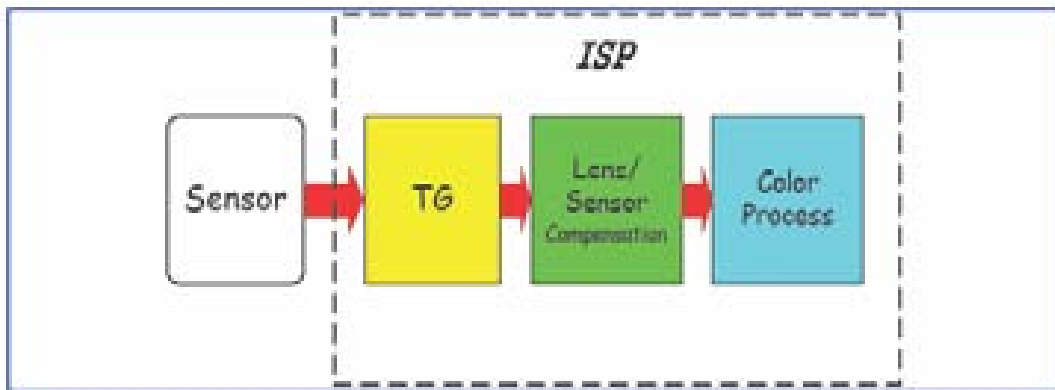 ISP
Sensor
TG
Lens/
Sensor
Compensation
Color
Process